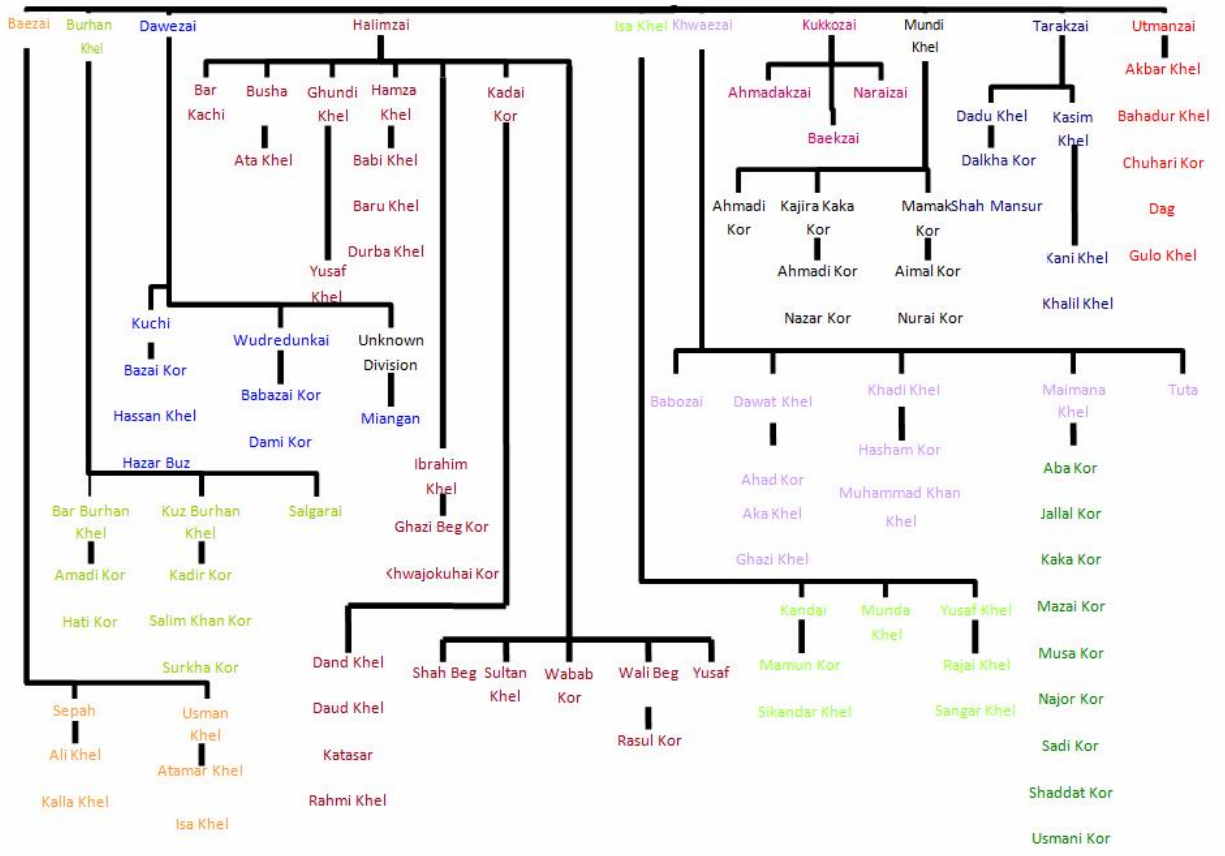 Baezai
Burhan
Khel
Dawezai
Halimzai
Isa Khel
Khwaezai
Kukkozai
Mundi
Khel
Tarakzai
Utmanzai
Bar
Kachi
Busha
Ghundi
Khel
Hamza
Khel
Kadai
Kor
Ahmadakzai
Naraizai
Baekzai
Dadu Khel
Kasim
Khel
Akbar Khel
Bahadur Khel
Chuhari Kor
Dag
Gulo Khel
Ata Khel
Babi Khel
Baru Khel
Durba Khel
Yusaf
Khel
Dalkha Kor
Shah Mansur
Ahmadi
Kor
Kajira Kaka
Kor
Mamak
Kor
Ahmadi Kor
Nazar Kor
Aimal Kor
Nurai Kor
Kani Khel
Khalil Khel
Kuchi
Bazai Kor
Hassan Khel
Hazar Buz
Wudredunkai
Babazai Kor
Dami Kor
Unknown
Division
Miangan
Babozai
Dawat Khel
Khadi Khel
Maimana
Khel
Tuta
Ahad Kor
Aka Khel
Ghazi Khel
Hasham Kor
Muhammad Khan
Khel
Aba Kor
Jallal Kor
Kaka Kor
Mazai Kor
Musa Kor
Najor Kor
Sadi Kor
Shaddat Kor
Usmani Kor
Ibrahim
Khel
Ghazi Beg Kor
Khwajokuhai Kor
Bar Burhan
Khel
Amadi Kor
Hati Kor
Kuz Burhan
Khel
Kadir Kor
Salim Khan Kor
Surkha Kor
Salgarai
Kandai
Mamun Kor
Sikandar Khel
Munda
Khel
Yusaf Khel
Rajai Khel
Sangar Khel
Dand Khel
Daud Khel
Katasar
Rahmi Khel
Shah Beg
Sultan
Khel
Wabab
Kor
Wali Beg
Rasul Kor
Yusaf
Sepah
Ali Khel
Kalla Khel
Usman
Khel
Atamar Khel
Isa Khel